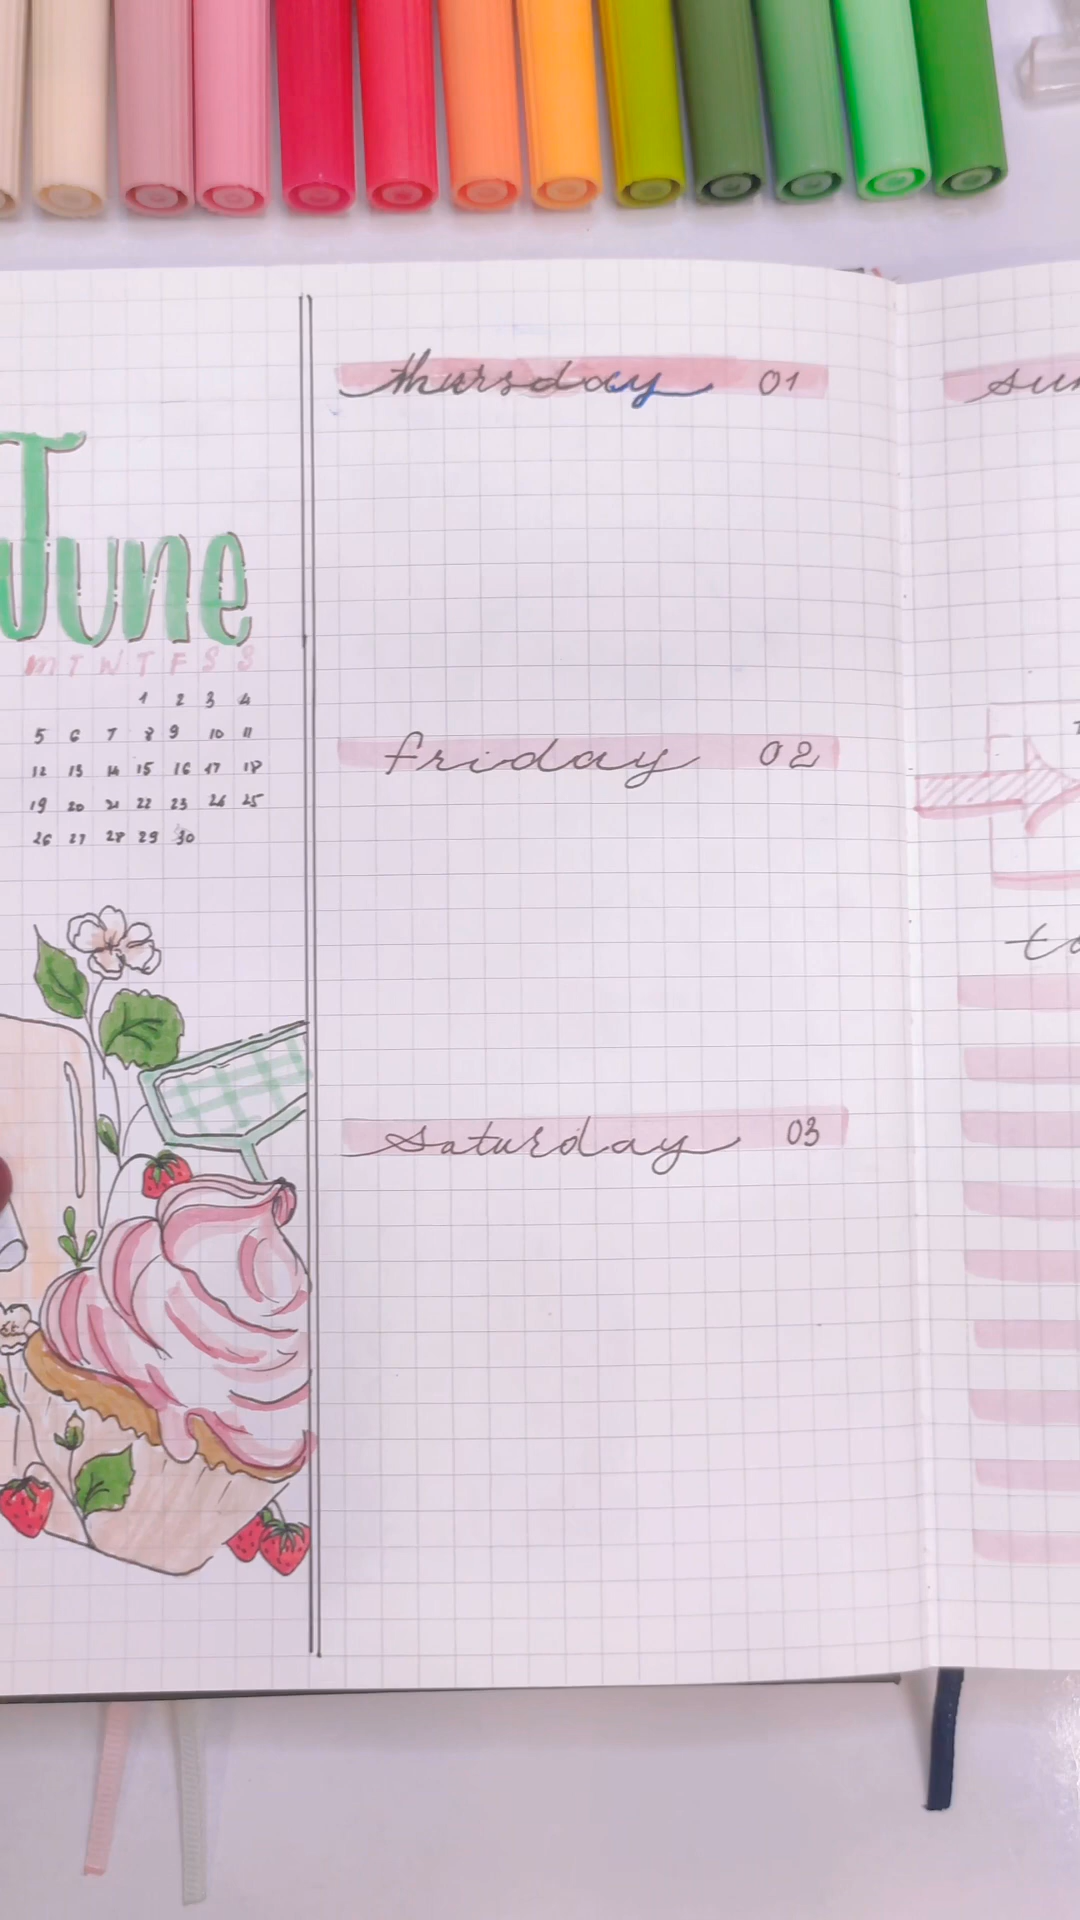 June
M T W T F S S
1 2 3 4
5 6 7 8 9 10 11
12 13 14 15 16 17 18
19 20 21 22 23 24 25
26 27 28 29 30
thursday 01
friday 02
saturday 03